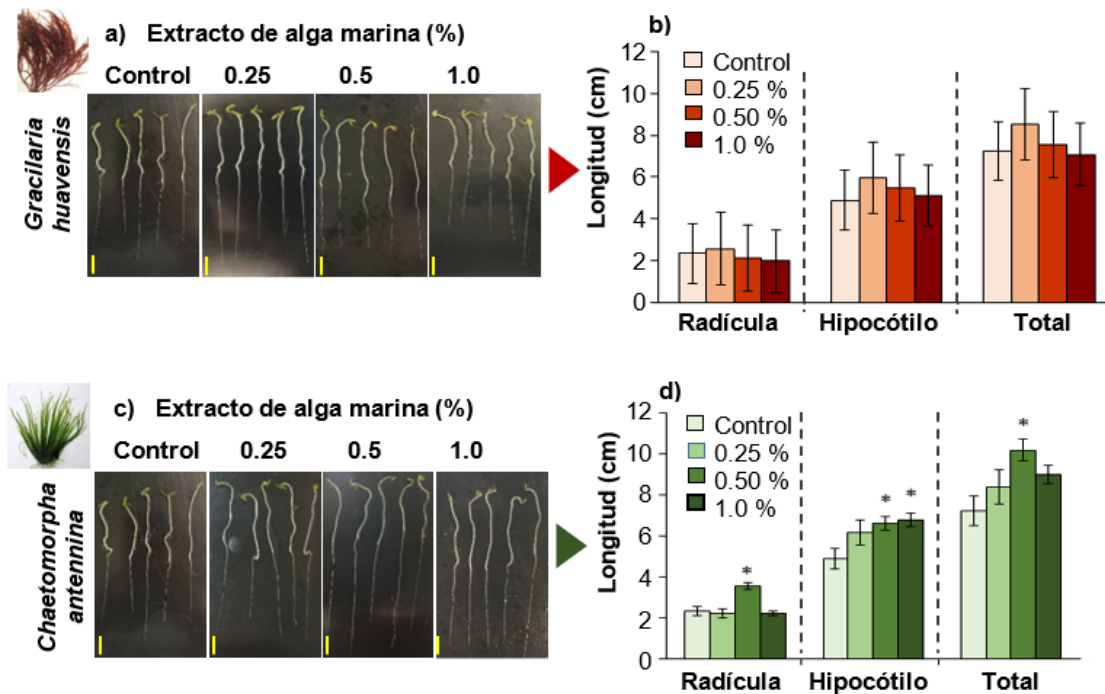 a) Extracto de alga marina (%)
Control 0.25 0.5 1.0
Gracilaria
huavensis
b)
Longitud (cm)
12
10
8
6
4
2
0
Control
0.25 %
0.50 %
1.0 %
Radícula Hipocótilo Total
c) Extracto de alga marina (%)
Control 0.25 0.5 1.0
Chaetomorpha
antennina
d)
Longitud (cm)
12
10
8
6
4
2
0
Control
0.25 %
0.50 %
1.0 %
*
* *
*
Radícula Hipocótilo Total